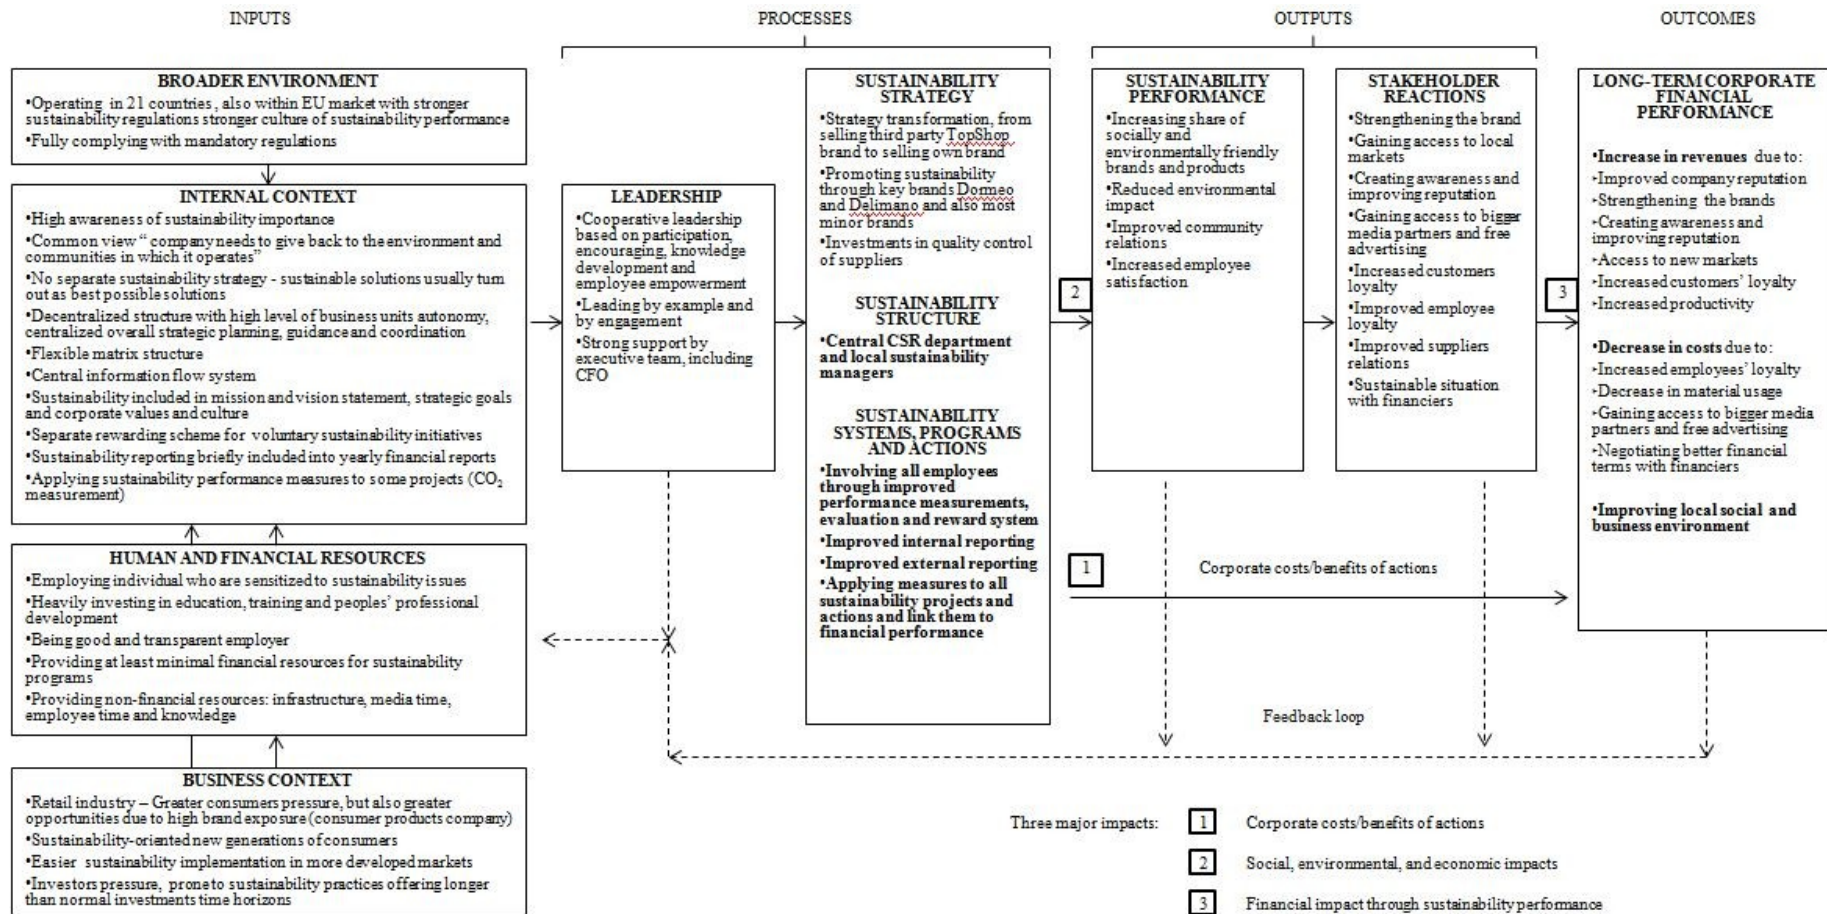 INPUTS
PROCESSES
OUTPUTS
OUTCOMES
BROADER ENVIRONMENT
•Operating in 21 countries, also within EU market with stronger
sustainability regulations stronger culture of sustainability performance
•Fully complying with mandatory regulations
INTERNAL CONTEXT
•High awareness of sustainability importance
•Common view “ company needs to give back to the environment and
communities in which it operates”
•No separate sustainability strategy - sustainable solutions usually turn
out as best possible solutions
•Decentralized structure with high level of business units autonomy,
centralized overall strategic planning, guidance and coordination
•Flexible matrix structure
•Central information flow system
•Sustainability included in mission and vision statement, strategic goals
and corporate values and culture
•Separate rewarding scheme for voluntary sustainability initiatives
•Sustainability reporting briefly included into yearly financial reports
•Applying sustainability performance measures to some projects (CO₂
measurement)
HUMAN AND FINANCIAL RESOURCES
•Employing individual who are sensitized to sustainability issues
•Heavily investing in education, training and peoples’ professional
development
•Being good and transparent employer
•Providing at least minimal financial resources for sustainability
programs
•Providing non-financial resources: infrastructure, media time,
employee time and knowledge
BUSINESS CONTEXT
•Retail industry – Greater consumers pressure, but also greater
opportunities due to high brand exposure (consumer products company)
•Sustainability-oriented new generations of consumers
•Easier sustainability implementation in more developed markets
•Investors pressure, prone to sustainability practices offering longer
than normal investments time horizons
LEADERSHIP
•Cooperative leadership
based on participation,
encouraging, knowledge
development and
employee empowerment
•Leading by example and
by engagement
•Strong support by
executive team, including
CFO
SUSTAINABILITY
STRATEGY
•Strategy transformation, from
selling third party TopShop
brand to selling own brand
•Promoting sustainability
through key brands Dormeo
and Delimano and also most
minor brands
•Investments in quality control
of suppliers
SUSTAINABILITY
STRUCTURE
•Central CSR department
and local sustainability
managers
SUSTAINABILITY
SYSTEMS, PROGRAMS
AND ACTIONS
•Involving all employees
through improved
performance measurements,
evaluation and reward system
•Improved internal reporting
•Improved external reporting
•Applying measures to all
sustainability projects and
actions and link them to
financial performance
2
SUSTAINABILITY
PERFORMANCE
•Increasing share of
socially and
environmentally friendly
brands and products
•Reduced environmental
impact
•Improved community
relations
•Increased employee
satisfaction
STAKEHOLDER
REACTIONS
•Strengthening the brand
•Gaining access to local
markets
•Creating awareness and
improving reputation
•Gaining access to bigger
media partners and free
advertising
•Increased customers
loyalty
•Improved employee
loyalty
•Improved suppliers
relations
•Sustainable situation
with financiers
3
LONG-TERM CORPORATE
FINANCIAL
PERFORMANCE
•Increase in revenues due to:
▸Improved company reputation
▸Strengthening the brands
▸Creating awareness and
improving reputation
▸Access to new markets
▸Increased customers’ loyalty
▸Increased productivity
•Decrease in costs due to:
▸Increased employees’ loyalty
▸Decrease in material usage
▸Gaining access to bigger media
partners and free advertising
▸Negotiating better financial
terms with financiers
•Improving local social and
business environment
1
Corporate costs/benefits of actions
Feedback loop
Three major impacts:
1 Corporate costs/benefits of actions
2 Social, environmental, and economic impacts
3 Financial impact through sustainability performance